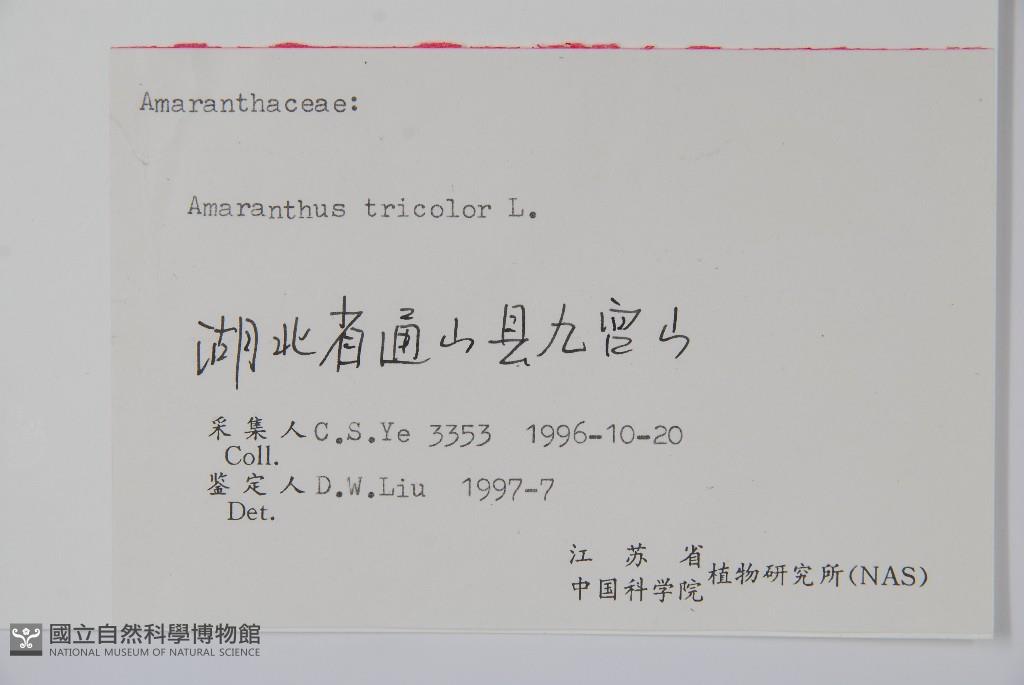 Amaranthaceae:
Amaranthus tricolor L.
湖北省通山县九宫山
采集人 C.S.Ye 3353 1996-10-20
Coll.
鉴定人 D.W.Liu 1997-7
Det.
江苏省
中国科学院植物研究所(NAS)
國立自然科學博物館
NATIONAL MUSEUM OF NATURAL SCIENCE